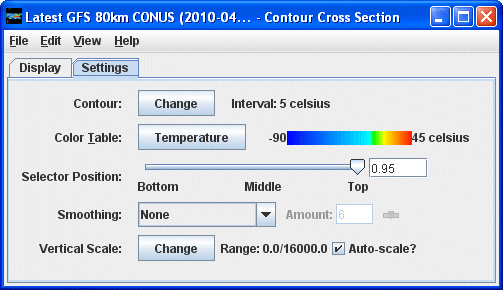 Latest GFS 80km CONUS (2010-04... - Contour Cross Section
File Edit View Help
Display Settings
Contour: Change Interval: 5 celsius
Color Table: Temperature -90 45 celsius
Selector Position: 0.95
Bottom Middle Top
Smoothing: None Amount: 6
Vertical Scale: Change Range: 0.0/16000.0 Auto-scale?